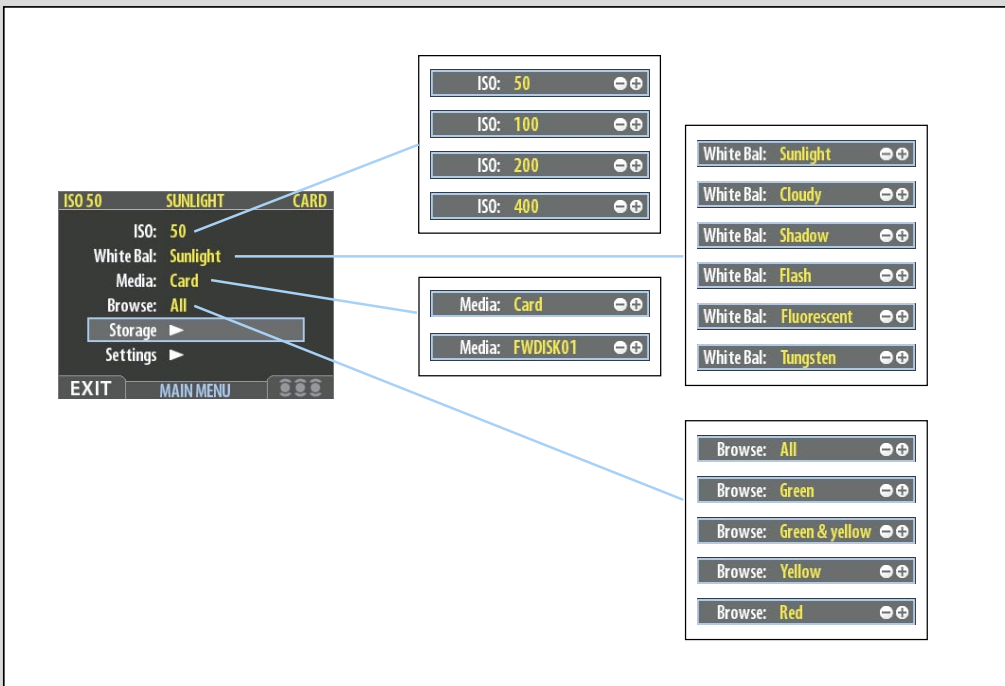 ISO 50 SUNLIGHT CARD
ISO: 50
White Bal: Sunlight
Media: Card
Browse: All
Storage
Settings
EXIT MAIN MENU
ISO: 50
ISO: 100
ISO: 200
ISO: 400
Media: Card
Media: FWDISK01
White Bal: Sunlight
White Bal: Cloudy
White Bal: Shadow
White Bal: Flash
White Bal: Fluorescent
White Bal: Tungsten
Browse: All
Browse: Green
Browse: Green & yellow
Browse: Yellow
Browse: Red